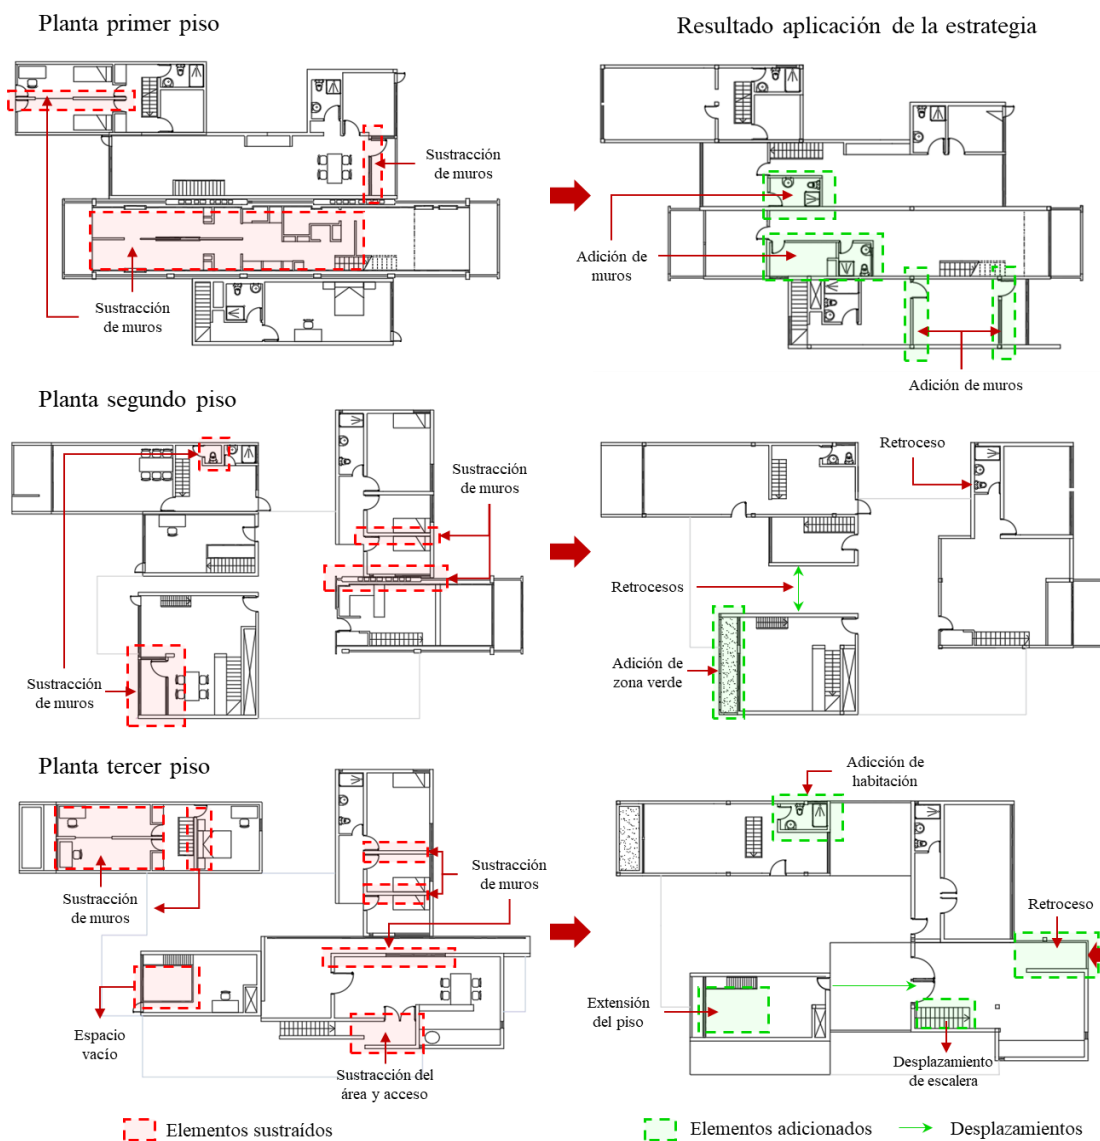 Planta primer piso
Resultado aplicación de la estrategia
Sustracción
de muros
Sustracción
de muros
Adición de
muros
Adición de muros
Planta segundo piso
Sustracción
de muros
Sustracción
de muros
Retroceso
Retrocesos
Adición de
zona verde
Planta tercer piso
Sustracción
de muros
Sustracción
de muros
Espacio
vacío
Sustracción del
área y acceso
Adicción de
habitación
Retroceso
Extensión
del piso
Desplazamiento
de escalera
Elementos sustraídos
Elementos adicionados
Desplazamientos